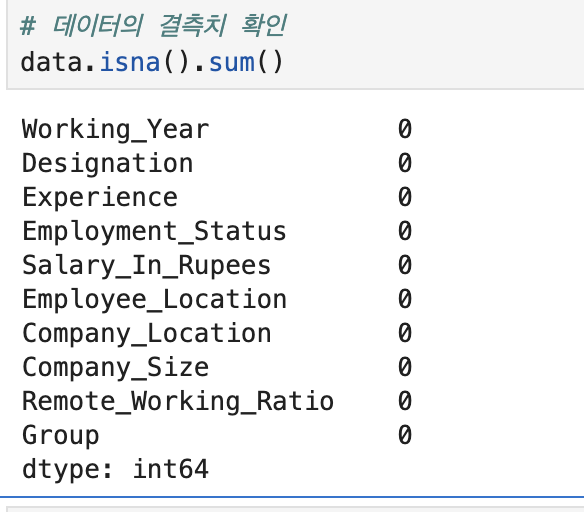 # 데이터의 결측치 확인
data.isna().sum()
Working_Year 0
Designation 0
Experience 0
Employment_Status 0
Salary_In_Rupees 0
Employee_Location 0
Company_Location 0
Company_Size 0
Remote_Working_Ratio 0
Group 0
dtype: int64